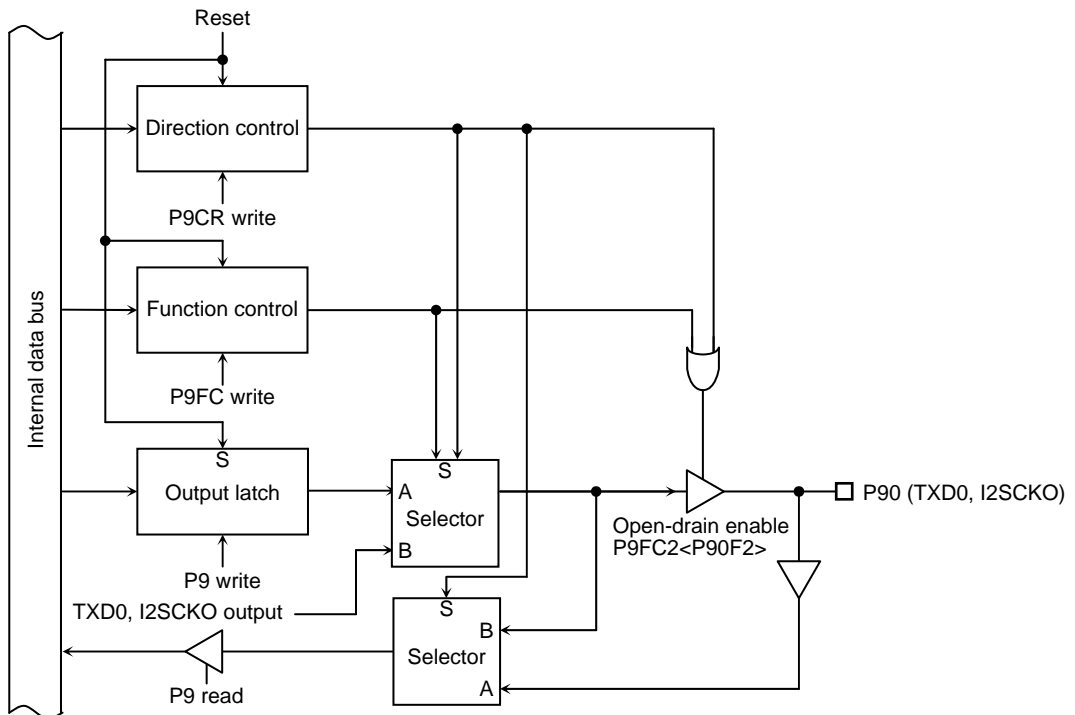 Reset
Direction control
P9CR write
Internal data bus
Function control
P9FC write
S
Output latch
P9 write
S
A
Selector
B
TXD0, I2SCKO output
Open-drain enable
P9FC2<P90F2>
P90 (TXD0, I2SCKO)
S
B
Selector
A
P9 read